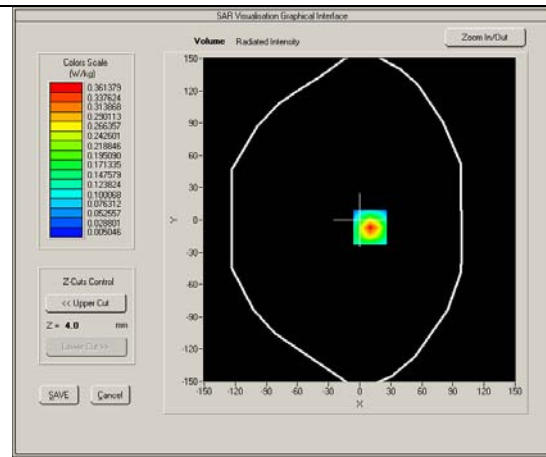 SAR Visualisation Graphical Interface
Volume Radiated Intensity
Zoom In/Out
Colors Scale
(W/kg)
0.361379
0.337624
0.313868
0.290113
0.266357
0.242601
0.218846
0.195090
0.171335
0.147579
0.123824
0.100068
0.076312
0.052557
0.028801
0.005046
Z-Cuts Control
<< Upper Cut
Z = 4.0 mm
Lower Cut >>
SAVE Cancel
150-
120-
90-
60-
30-
0-
-30-
-60-
-90-
-120-
-150-
Y
-150 -120 -90 -60 -30 0 30 60 90 120 150
X